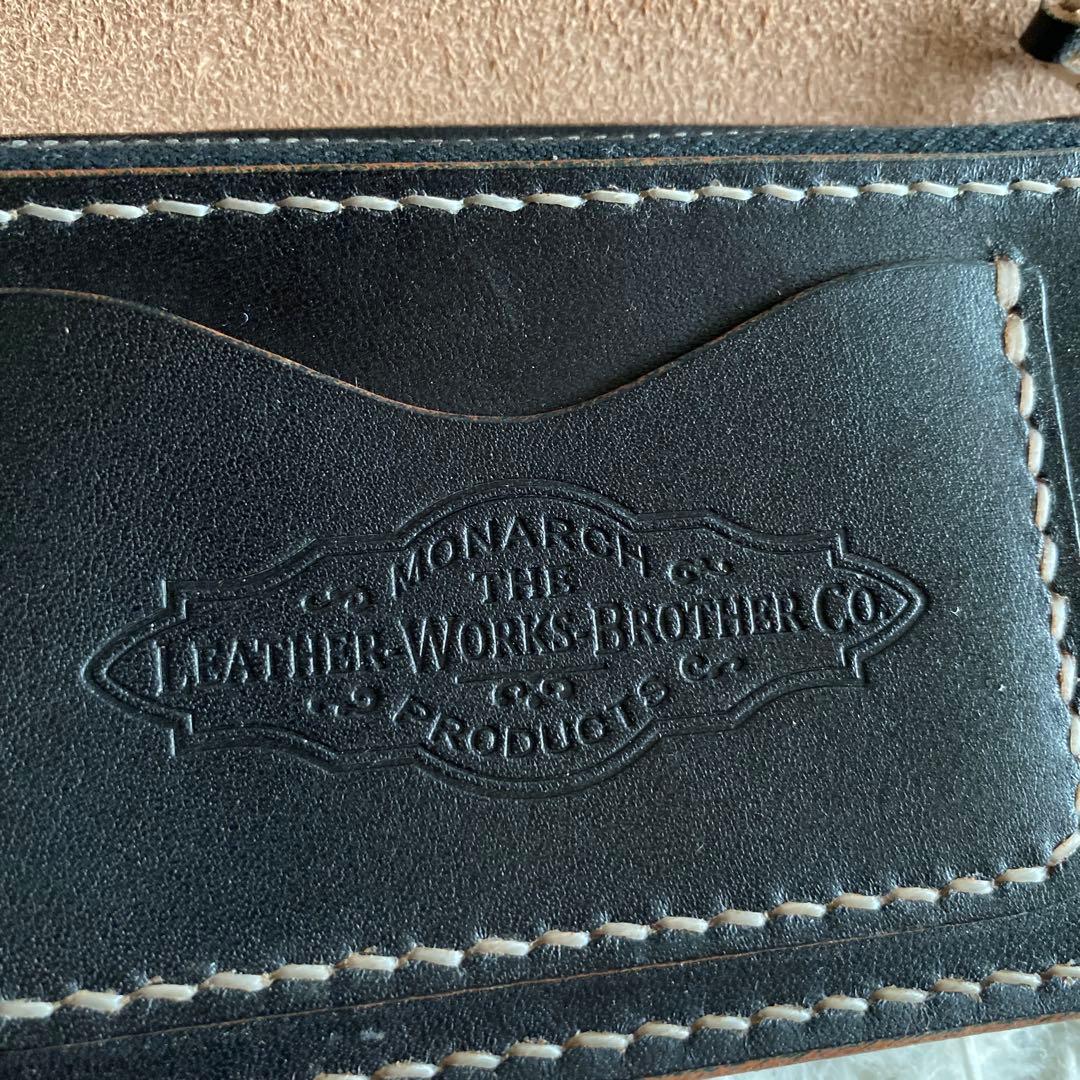 MONARCH
THE
LEATHER-WORKS-BROTHER CO.
PRODUCTS